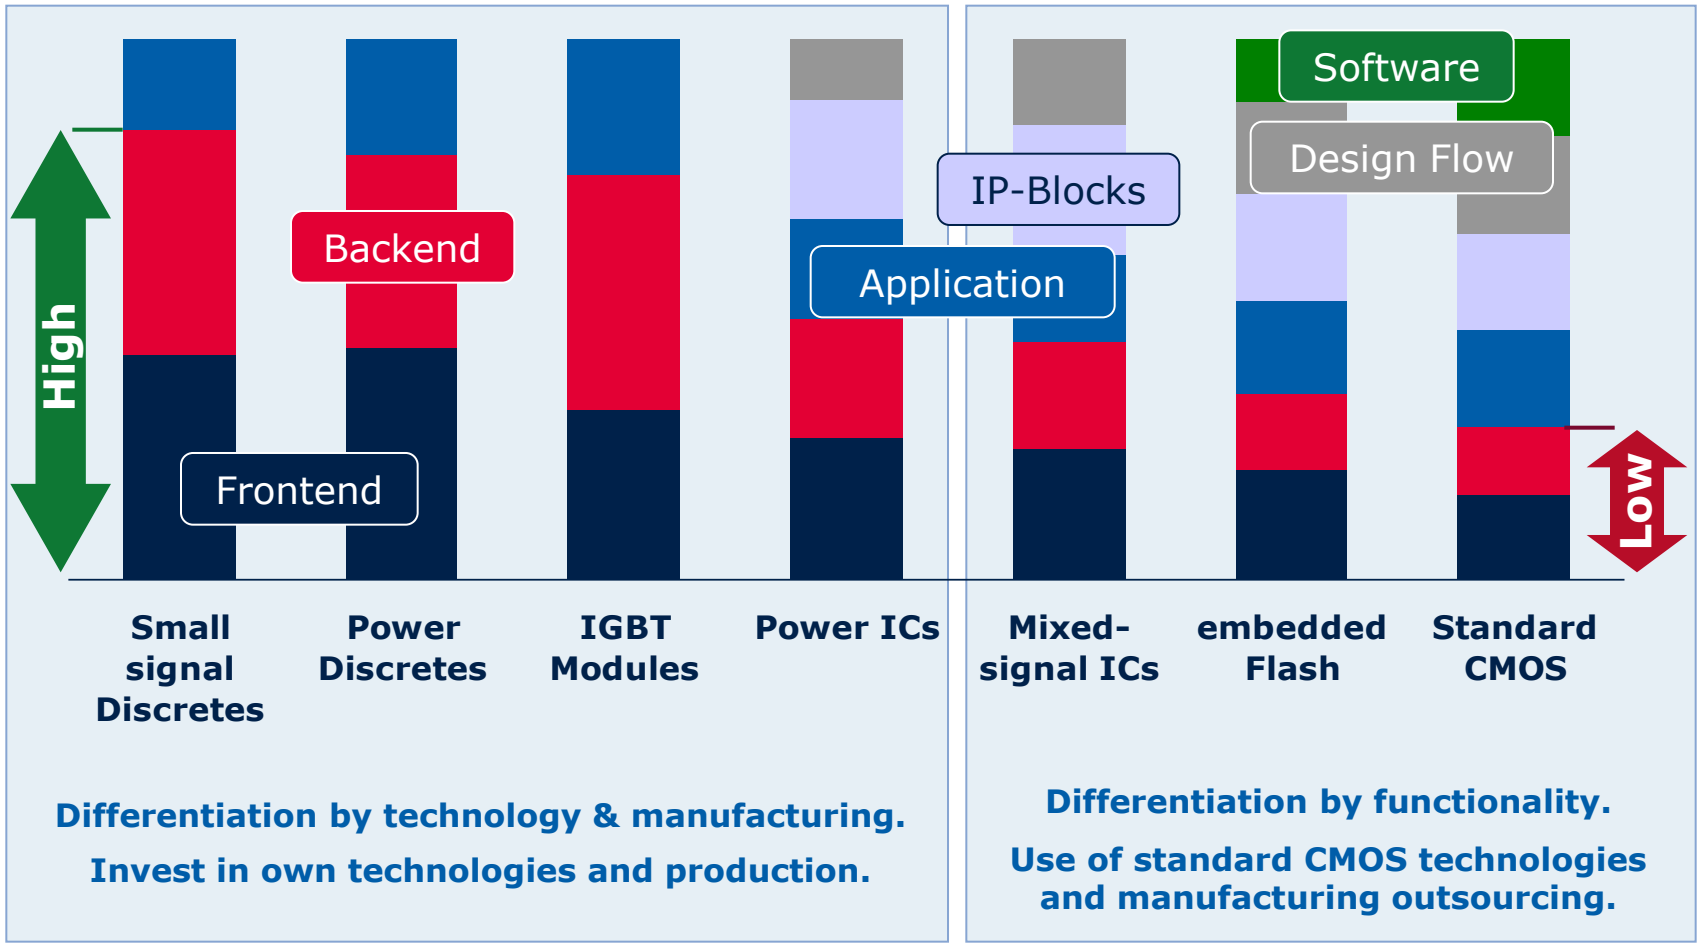 Software
Design Flow
IP-Blocks
Backend
Application
High
Frontend
Low
Small
signal
Discretes
Power
Discretes
IGBT
Modules
Power ICs
Mixed-
signal ICs
embedded
Flash
Standard
CMOS
Differentiation by technology & manufacturing.
Invest in own technologies and production.
Differentiation by functionality.
Use of standard CMOS technologies
and manufacturing outsourcing.